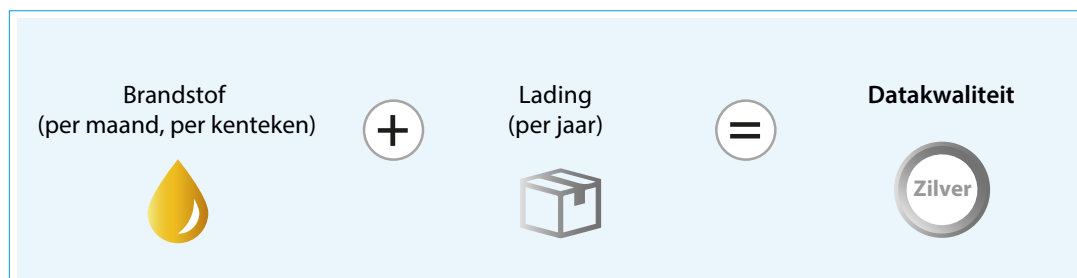 Brandstof
(per maand, per kenteken)
+
Lading
(per jaar)
=
Datakwaliteit
Zilver